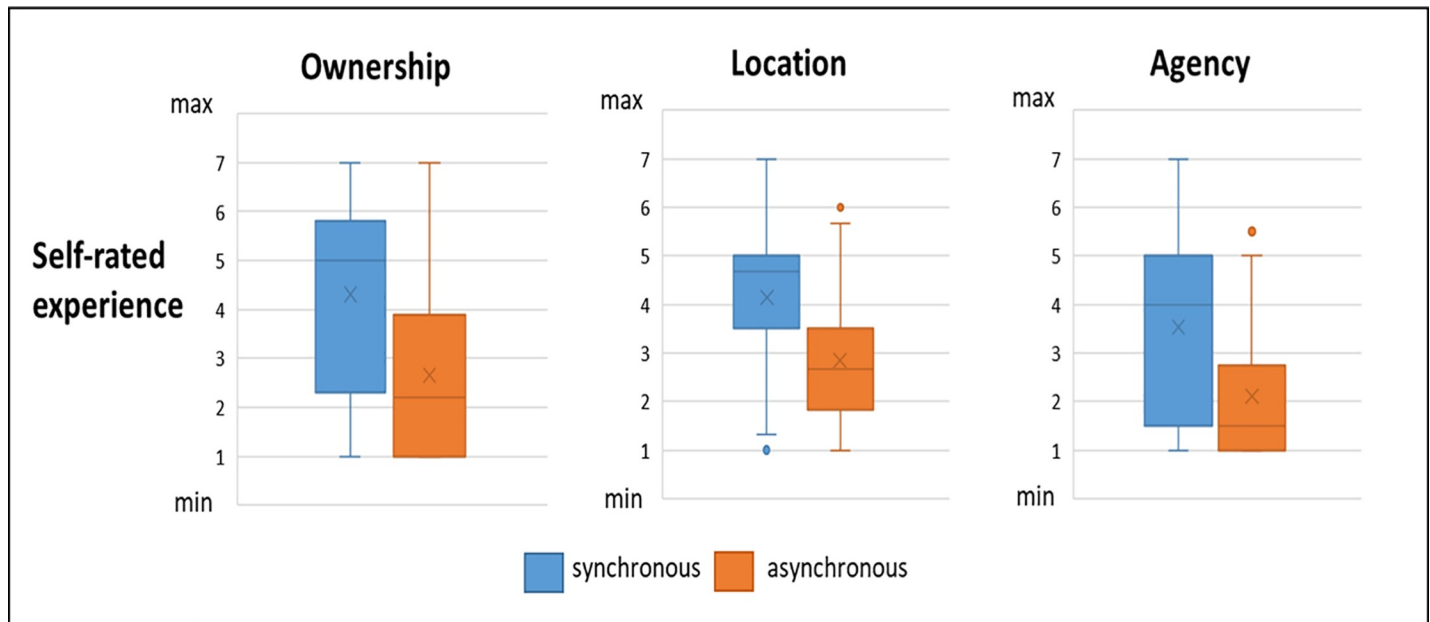 Ownership
Location
Agency
max
7
6
5
4
3
2
1
min
max
7
6
5
4
3
2
1
min
max
7
6
5
4
3
2
1
min
Self-rated
experience
synchronous
asynchronous